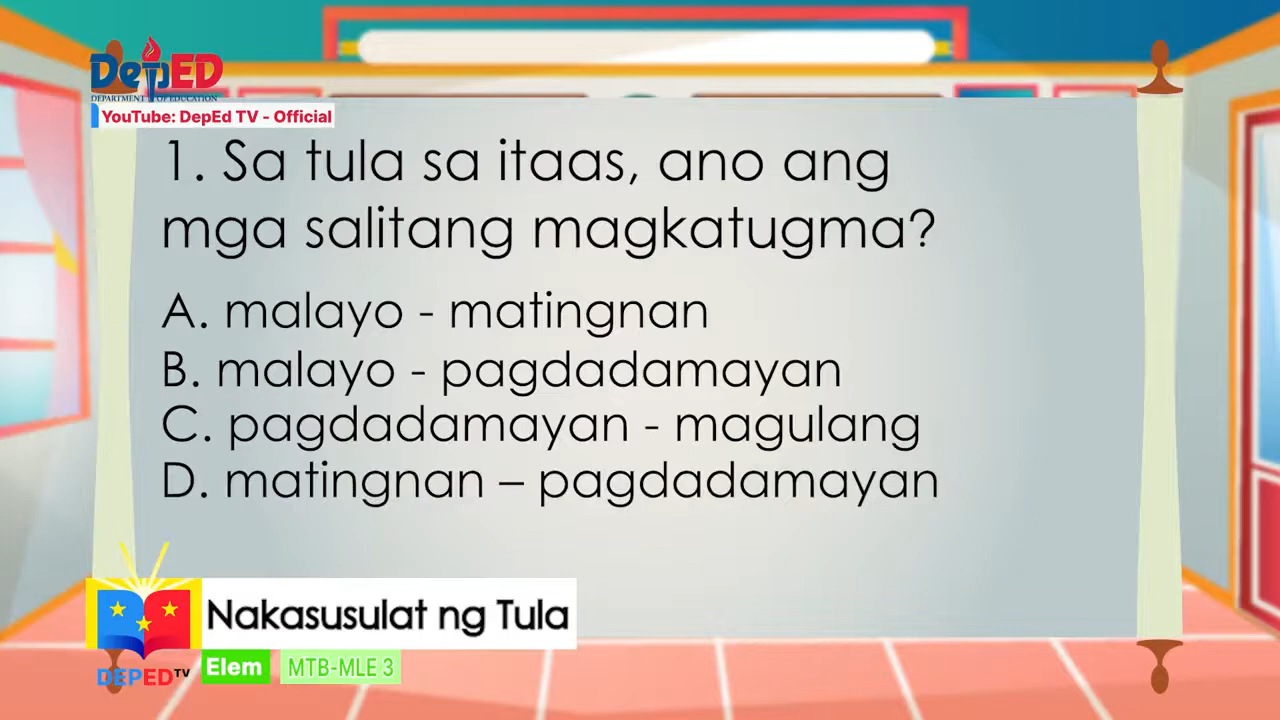 DepED
DEPARTMENT OF EDUCATION
YouTube: DepEd TV - Official
1. Sa tula sa itaas, ano ang
mga salitang magkatugma?
A. malayo - matingnan
B. malayo - pagdadamayan
C. pagdadamayan - magulang
D. matingnan – pagdadamayan
Nakasusulat ng Tula
DEPED TV
Elem
MTB-MLE 3